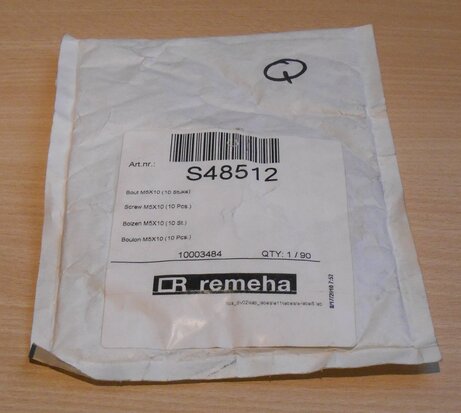 Q
Art.nr.:
S48512
Bout M5X10 (10 Stuks)
Screw M5X10 (10 Pcs.)
Bolzen M5X10 (10 St.)
Boulon M5X10 (10 Pcs.)
10003484 QTY: 1 / 90
R remeha